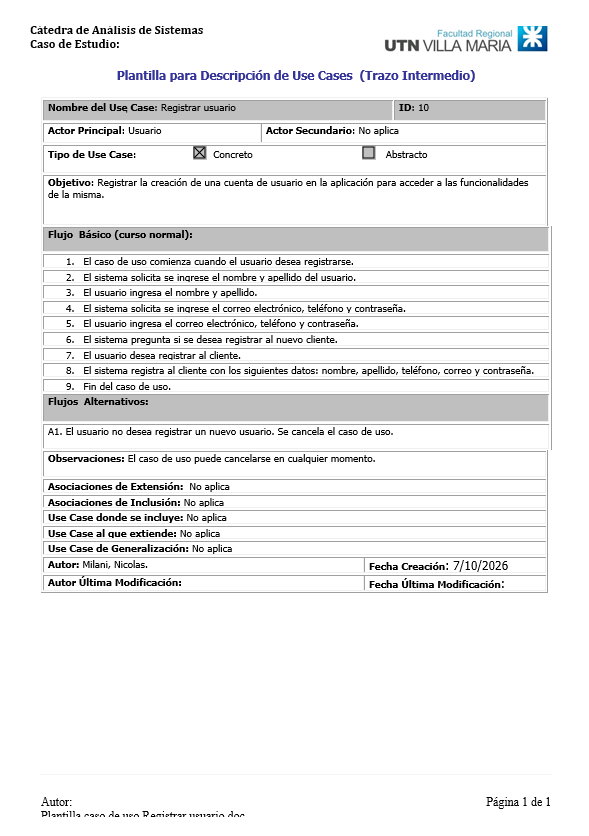 Cátedra de Análisis de Sistemas
Caso de Estudio:
Facultad Regional
UTN VILLA MARIA
Plantilla para Descripción de Use Cases (Trazo Intermedio)
Nombre del Use Case: Registrar usuario ID: 10
Actor Principal: Usuario Actor Secundario: No aplica
Tipo de Use Case: Concreto Abstracto
Objetivo: Registrar la creación de una cuenta de usuario en la aplicación para acceder a las funcionalidades
de la misma.
Flujo Básico (curso normal):
1. El caso de uso comienza cuando el usuario desea registrarse.
2. El sistema solicita se ingrese el nombre y apellido del usuario.
3. El usuario ingresa el nombre y apellido.
4. El sistema solicita se ingrese el correo electrónico, teléfono y contraseña.
5. El usuario ingresa el correo electrónico, teléfono y contraseña.
6. El sistema pregunta si se desea registrar al nuevo cliente.
7. El usuario desea registrar al cliente.
8. El sistema registra al cliente con los siguientes datos: nombre, apellido, teléfono, correo y contraseña.
9. Fin del caso de uso.
Flujos Alternativos:
A1. El usuario no desea registrar un nuevo usuario. Se cancela el caso de uso.
Observaciones: El caso de uso puede cancelarse en cualquier momento.
Asociaciones de Extensión: No aplica
Asociaciones de Inclusión: No aplica
Use Case donde se incluye: No aplica
Use Case al que extiende: No aplica
Use Case de Generalización: No aplica
Autor: Milani, Nicolas. Fecha Creación: 7/10/2026
Autor Última Modificación: Fecha Última Modificación:
Autor: Página 1 de 1
Plantilla caso de uso Registrar usuario.doc